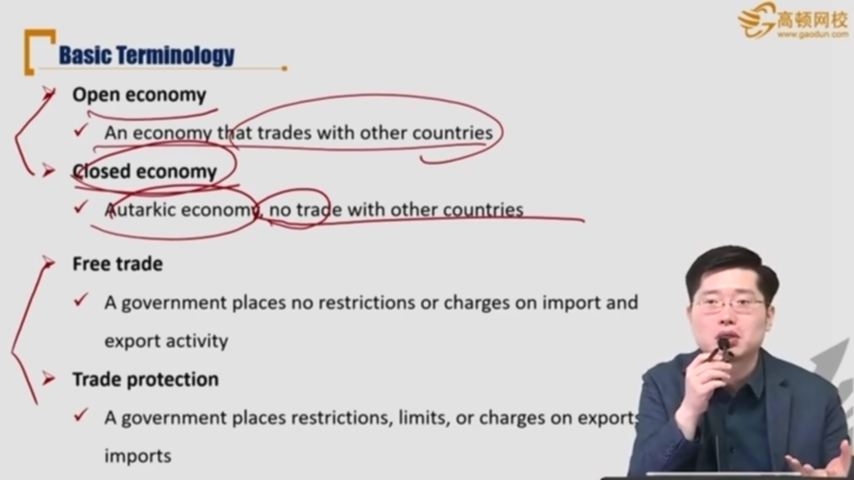 高顿网校
www.gaodun.com
Basic Terminology
Open economy
An economy that trades with other countries
Closed economy
Autarkic economy, no trade with other countries
Free trade
A government places no restrictions or charges on import and
export activity
Trade protection
A government places restrictions, limits, or charges on exports
imports